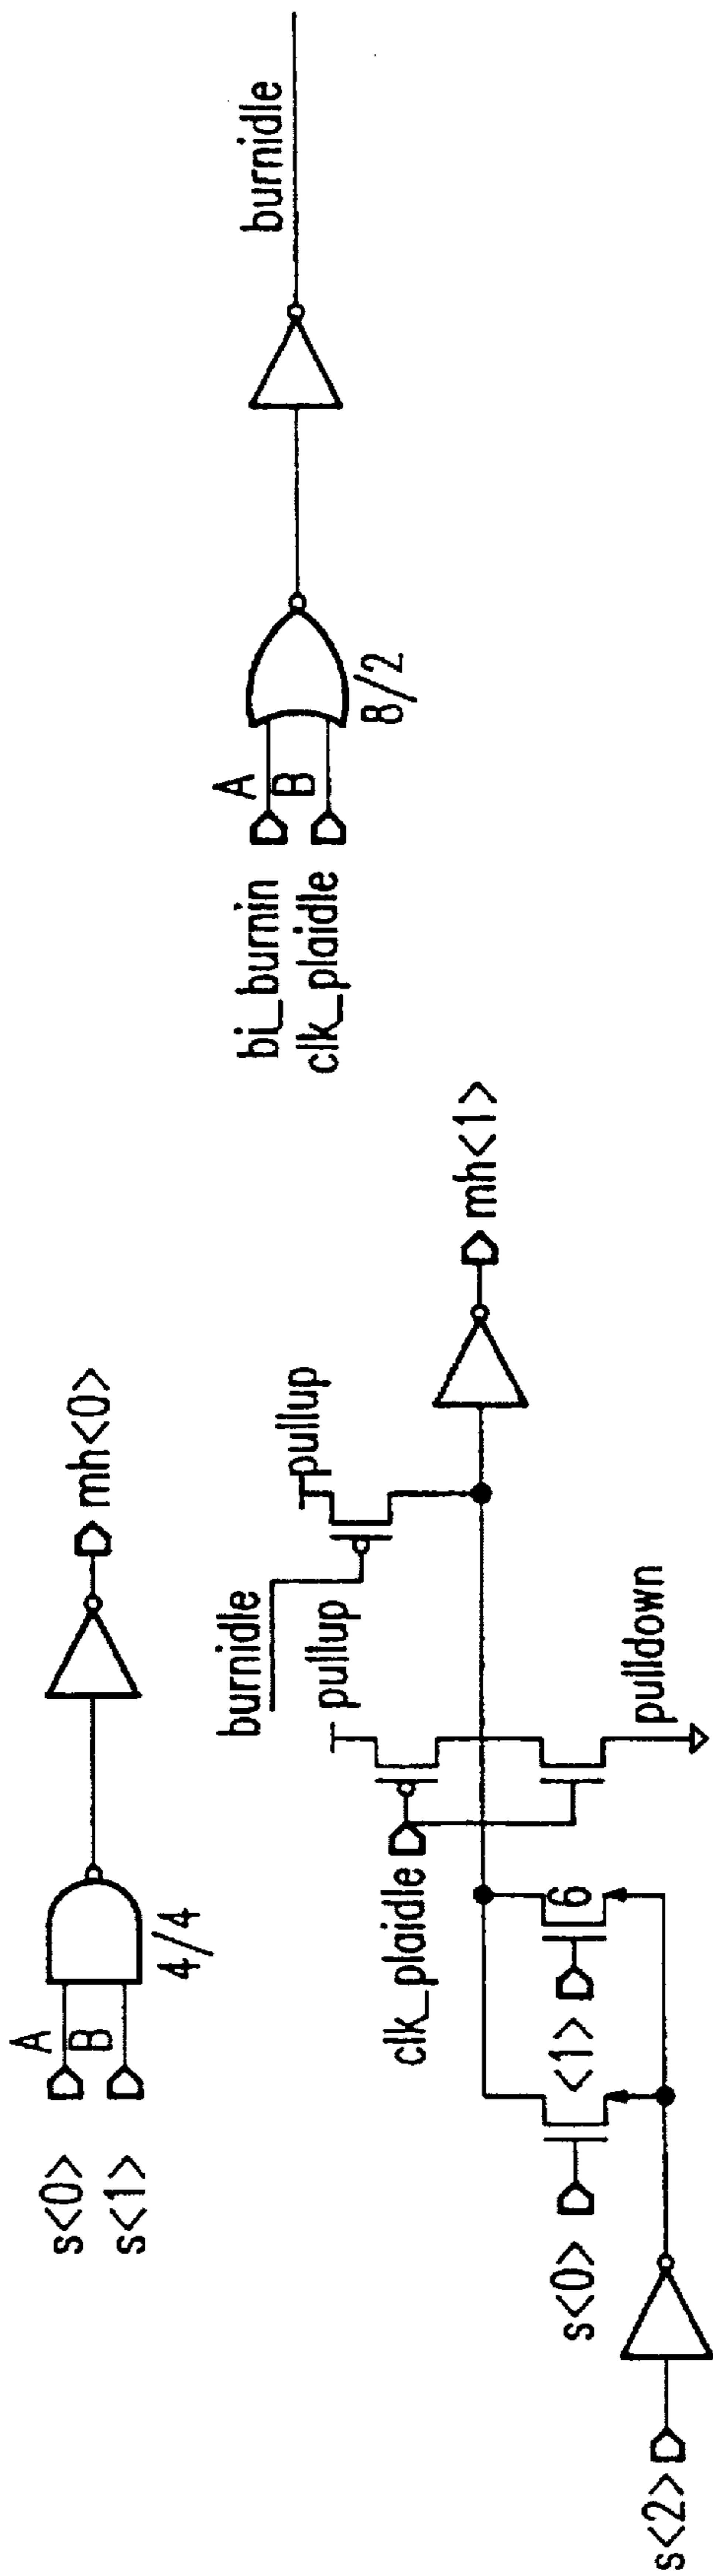 s<0>
s<1>
A
B
4/4
mh<0>
bi_burnin
clk_plaidle
A
B
8/2
burnidle
s<2>
s<0>
<1>
6
clk_plaidle
pullup
pulldown
burnidle
pullup
mh<1>